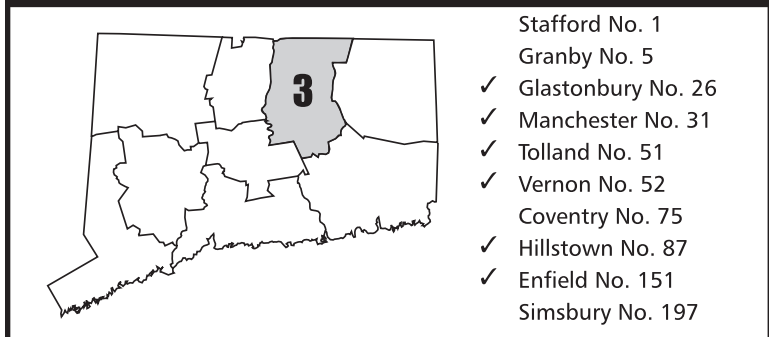 3
Stafford No. 1
Granby No. 5
✓ Glastonbury No. 26
✓ Manchester No. 31
✓ Tolland No. 51
✓ Vernon No. 52
Coventry No. 75
✓ Hillstown No. 87
✓ Enfield No. 151
Simsbury No. 197